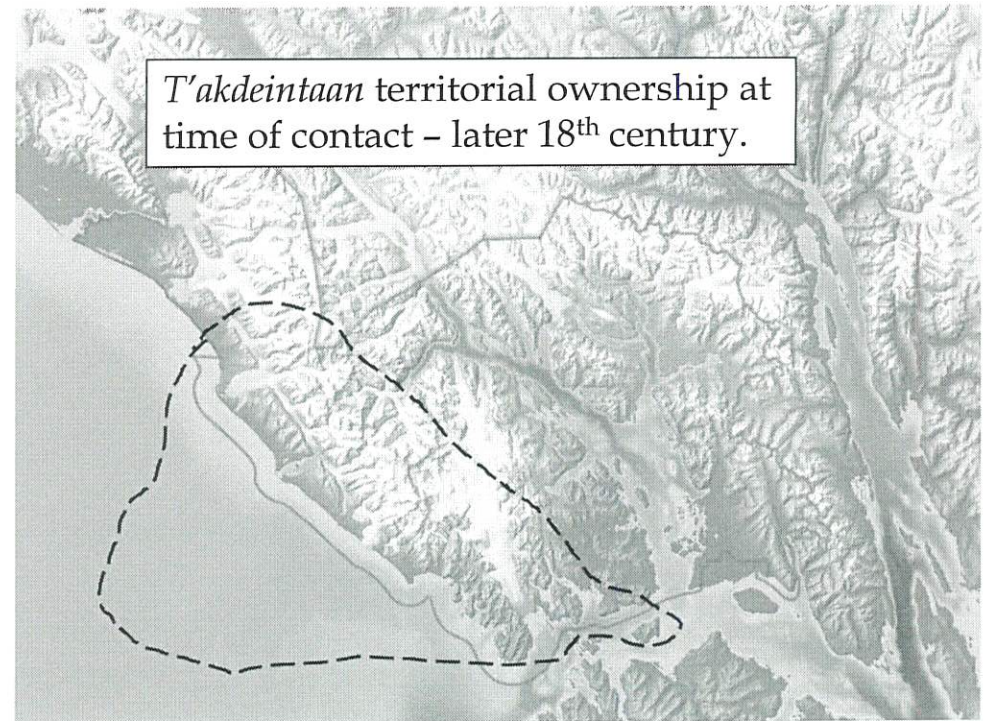 T'akdeintaan territorial ownership at
time of contact – later 18th century.